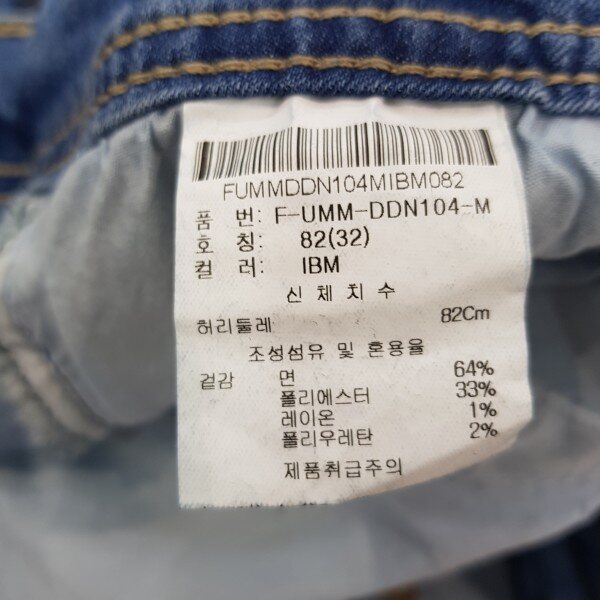 FUMMDDN104MIBM082
품 번: F-UMM-DDN104-M
호 칭: 82(32)
컬 러: IBM
신 체 치 수
허리둘레 82Cm
조성섬유 및 혼용율
겉감 면 64%
폴리에스터 33%
레이온 1%
폴리우레탄 2%
제품취급주의